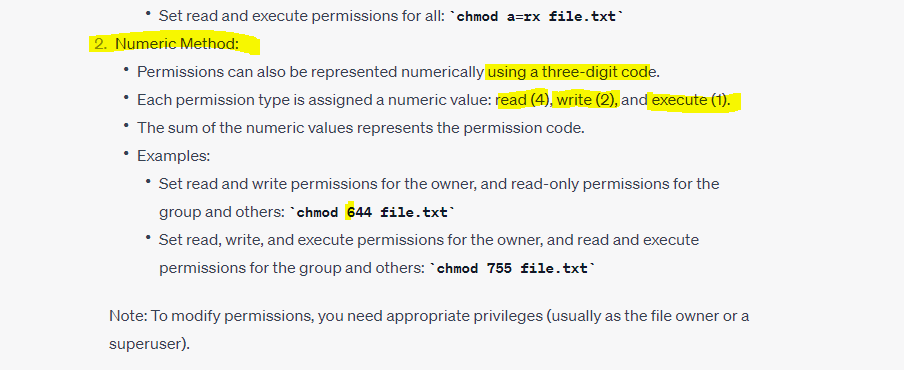 • Set read and execute permissions for all: `chmod a=rx file.txt`
2. Numeric Method:
• Permissions can also be represented numerically using a three-digit code.
• Each permission type is assigned a numeric value: read (4), write (2), and execute (1).
• The sum of the numeric values represents the permission code.
• Examples:
• Set read and write permissions for the owner, and read-only permissions for the
group and others: `chmod 644 file.txt`
• Set read, write, and execute permissions for the owner, and read and execute
permissions for the group and others: `chmod 755 file.txt`
Note: To modify permissions, you need appropriate privileges (usually as the file owner or a
superuser).